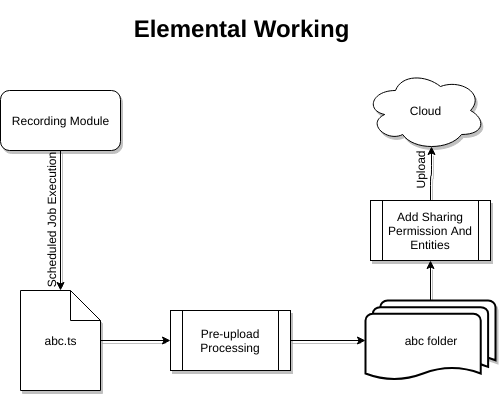 Elemental Working
Recording Module
Scheduled Job Execution
abc.ts
Pre-upload
Processing
abc folder
Add Sharing
Permission And
Entities
Upload
Cloud